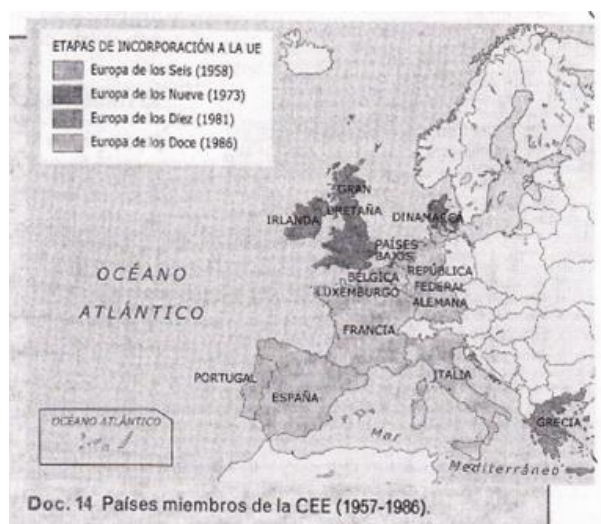 ETAPAS DE INCORPORACIÓN A LA UE
Europa de los Seis (1958)
Europa de los Nueve (1973)
Europa de los Diez (1981)
Europa de los Doce (1986)
GRAN
BRETAÑA
IRLANDA
DINAMARCA
PAÍSES
BAJOS
BÉLGICA
REPÚBLICA
LUXEMBURGO
FEDERAL
ALEMANA
OCÉANO
ATLÁNTICO
FRANCIA
PORTUGAL
ESPAÑA
ITALIA
GRECIA
OCÉANO ATLÁNTICO
Mar
Mediterráneo
Doc. 14 Países miembros de la CEE (1957-1986).